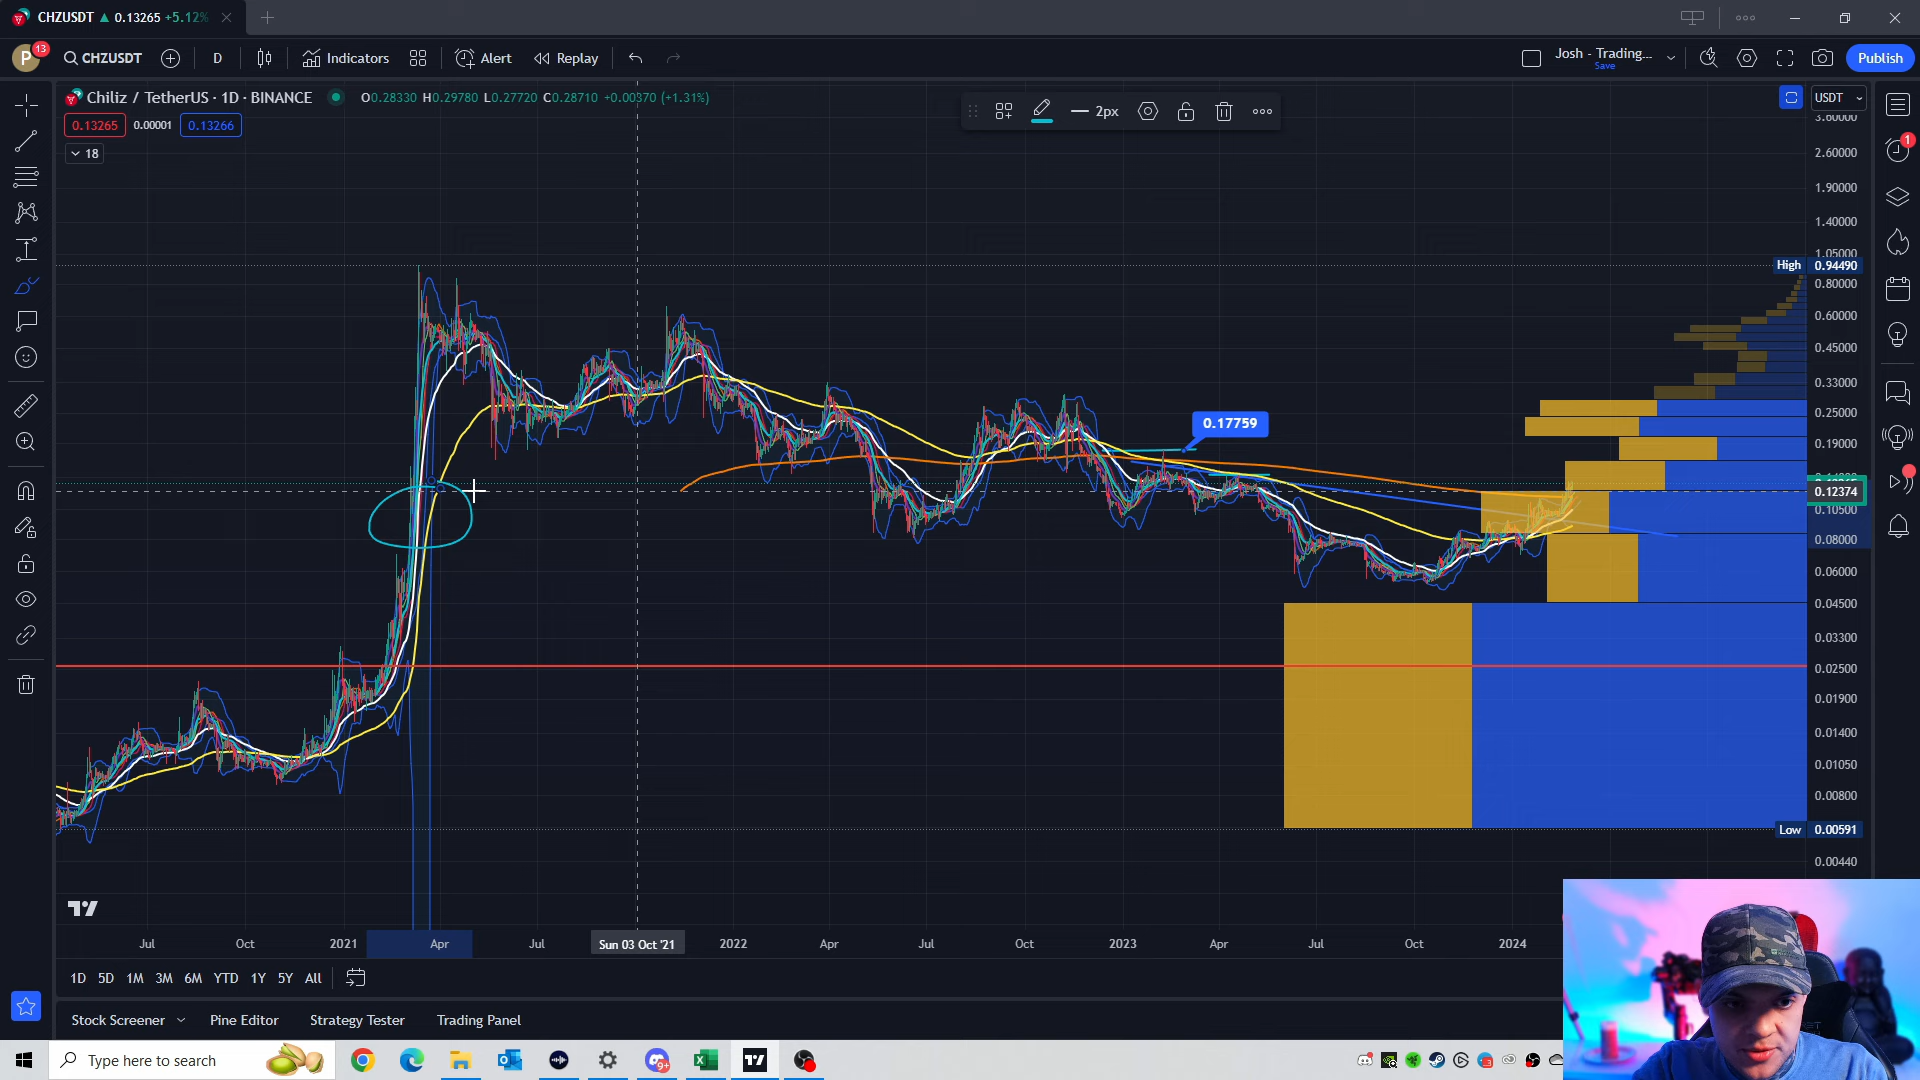 CHZUSDT ▲ 0.13265 +5.12%
P 13 CHZUSDT D Indicators Alert Replay Josh - Trading... Save Publish
Chiliz / TetherUS · 1D · BINANCE O0.28330 H0.29780 L0.27720 C0.28710 +0.00370 (+1.31%)
USDT
0.13265 0.00001 0.13266
2px
18
3.60000
2.60000
1.90000
1.40000
1.05000
High 0.94490
0.80000
0.60000
0.45000
0.33000
0.25000
0.17759
0.19000
0.12374
0.10500
0.08000
0.06000
0.04500
0.03300
0.02500
0.01900
0.01400
0.01050
0.00800
Low 0.00591
0.00440
1
Jul Oct 2021 Apr Jul Sun 03 Oct '21 2022 Apr Jul Oct 2023 Apr Jul Oct 2024
1D 5D 1M 3M 6M YTD 1Y 5Y All
Stock Screener Pine Editor Strategy Tester Trading Panel
Type here to search
9+